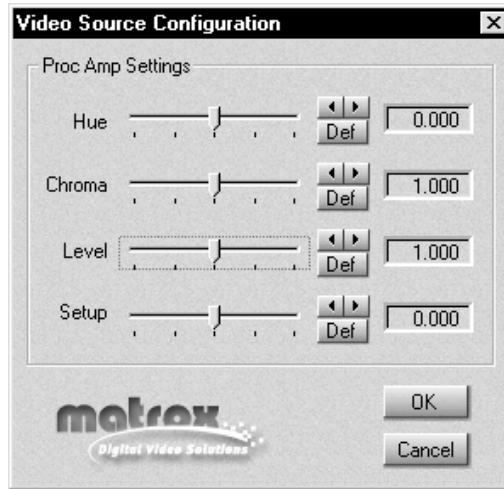 Video Source Configuration
Proc Amp Settings
Hue
Def
0.000
Chroma
Def
1.000
Level
Def
1.000
Setup
Def
0.000
matrox
Digital Video Solutions
OK
Cancel